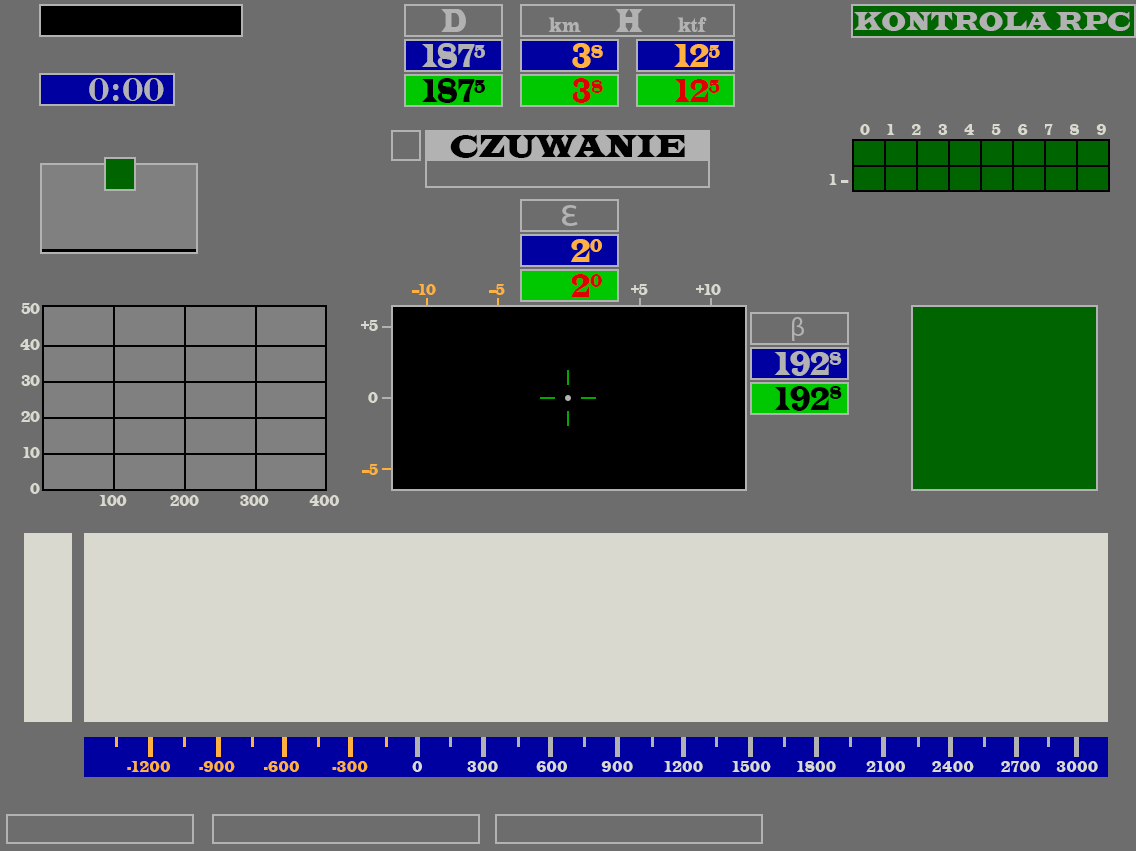 D km H ktf KONTROLA RPC
187⁵ 3⁸ 12⁵
0:00 187⁵ 3⁸ 12⁵
0 1 2 3 4 5 6 7 8 9
CZUWANIE
1
ε
2⁰
2⁰
-10 -5 +5 +10
50 +5 β
40 192⁸
30 192⁸
20 0
10 -5
0
100 200 300 400
-1200 -900 -600 -300 0 300 600 900 1200 1500 1800 2100 2400 2700 3000